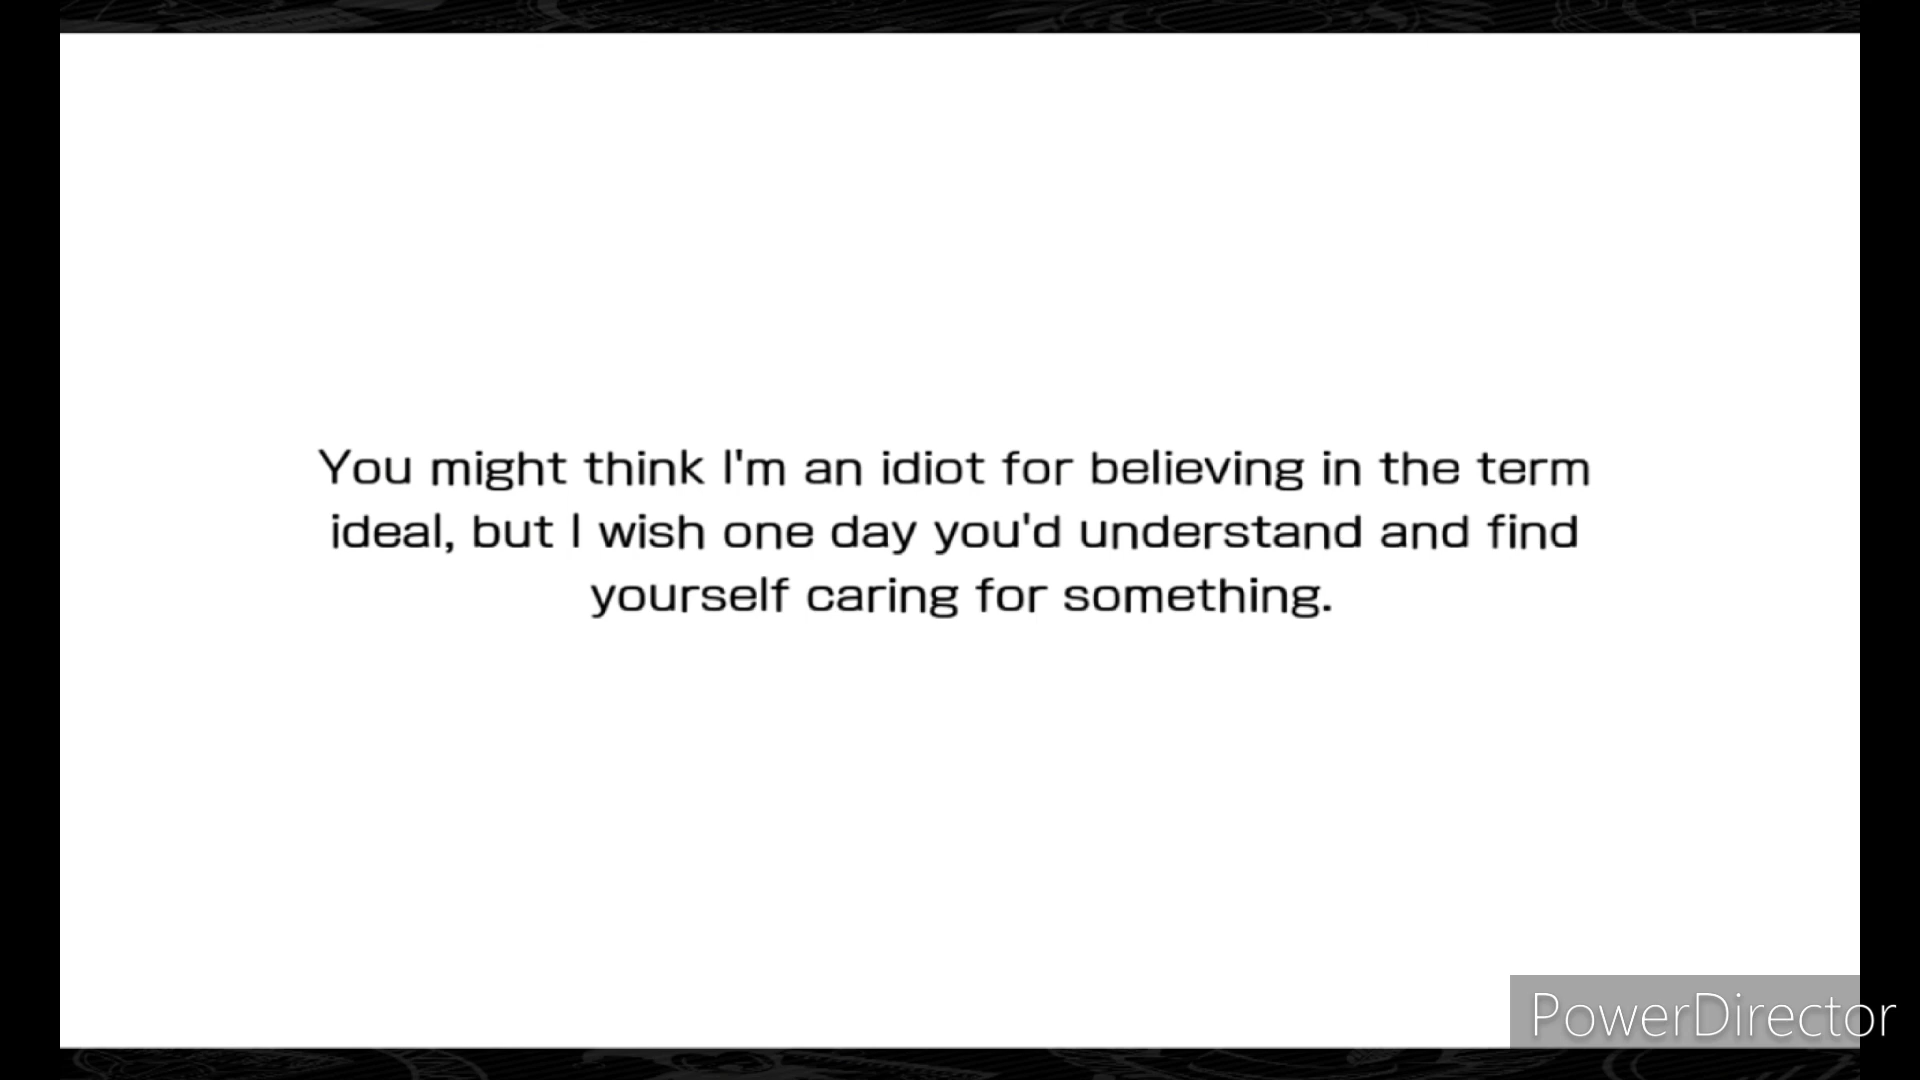 You might think I'm an idiot for believing in the term
ideal, but I wish one day you'd understand and find
yourself caring for something.
PowerDirector